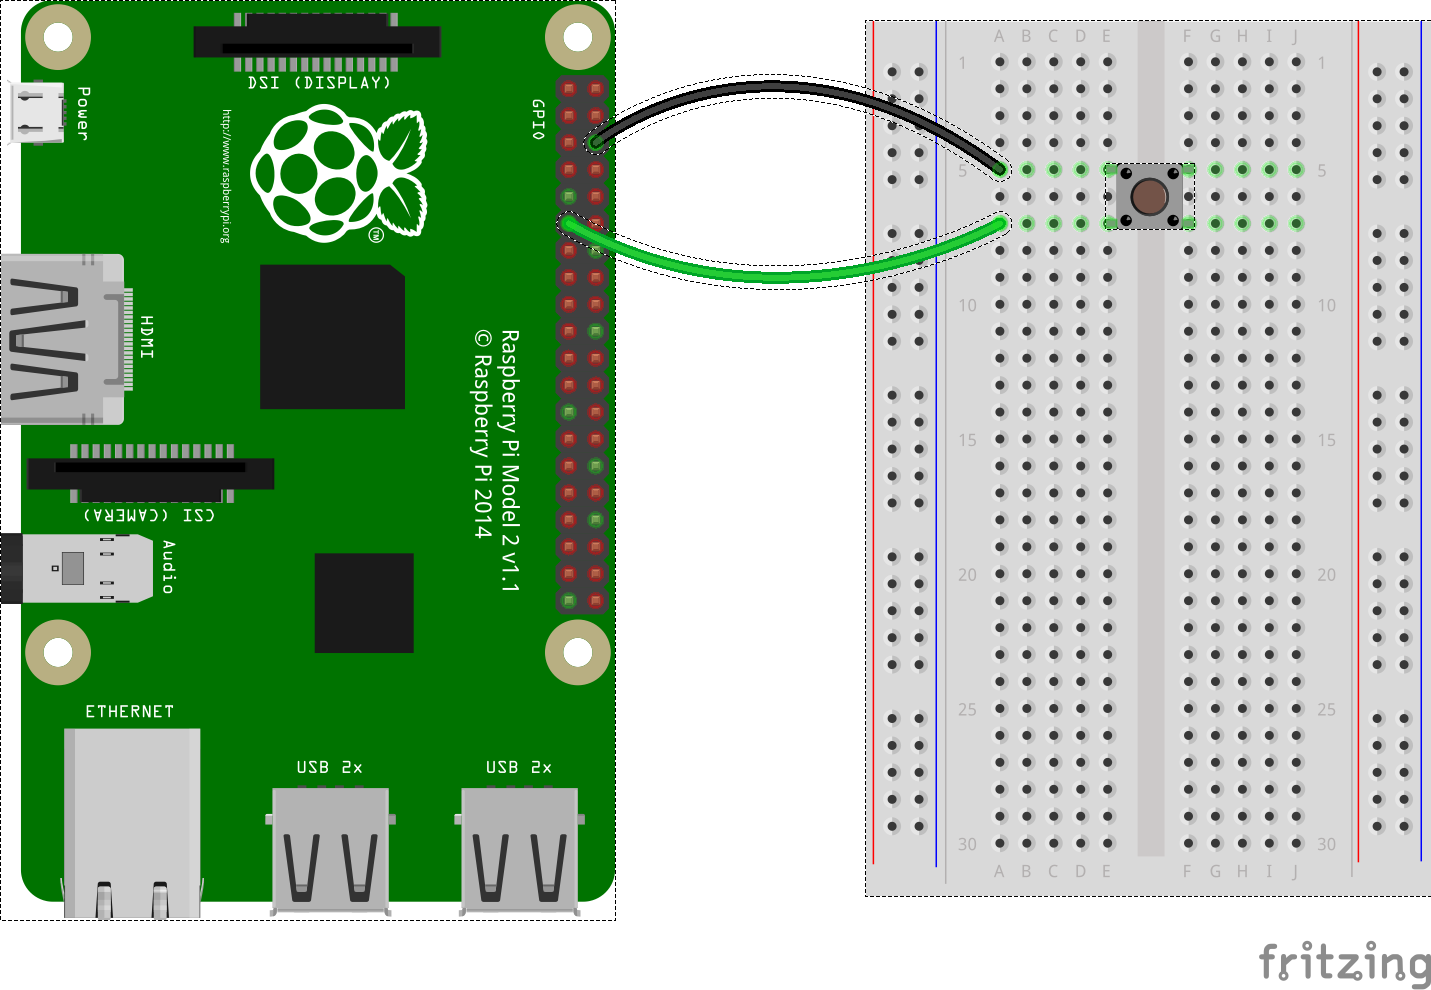 DSI (DISPLAY)
Power
GPIO
http://www.raspberrypi.org
TM
HDMI
Raspberry Pi Model 2 v1.1
© Raspberry Pi 2014
CSI (CAMERA)
Audio
ETHERNET
USB 2x
USB 2x
A B C D E F G H I J
1 1
5 5
10 10
15 15
20 20
25 25
30 30
A B C D E F G H I J
fritzing